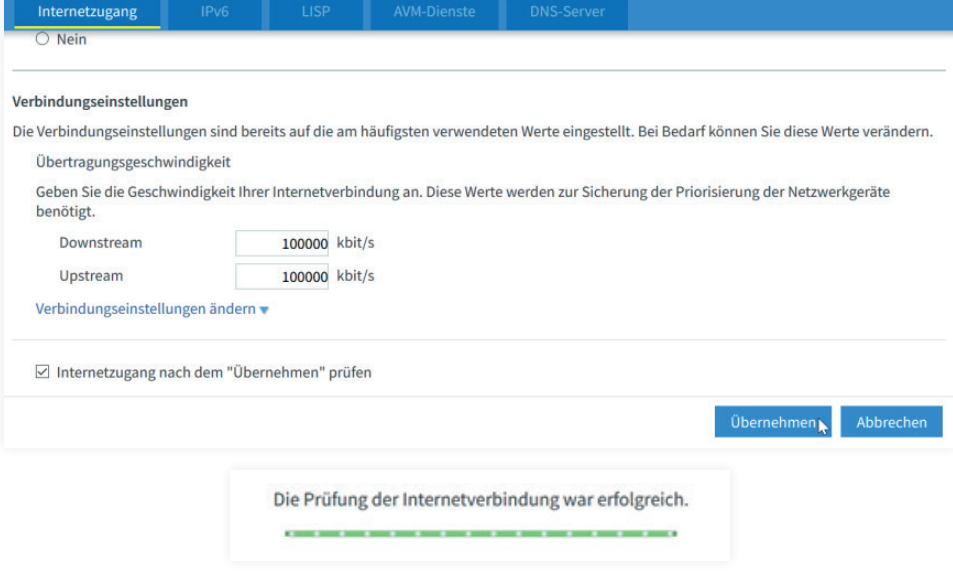 Internetzugang IPv6 LISP AVM-Dienste DNS-Server
Nein
Verbindungseinstellungen
Die Verbindungseinstellungen sind bereits auf die am häufigsten verwendeten Werte eingestellt. Bei Bedarf können Sie diese Werte verändern.
Übertragungsgeschwindigkeit
Geben Sie die Geschwindigkeit Ihrer Internetverbindung an. Diese Werte werden zur Sicherung der Priorisierung der Netzwerkgeräte
benötigt.
Downstream 100000 kbit/s
Upstream 100000 kbit/s
Verbindungseinstellungen ändern
Internetzugang nach dem "Übernehmen" prüfen
Übernehmen Abbrechen
Die Prüfung der Internetverbindung war erfolgreich.